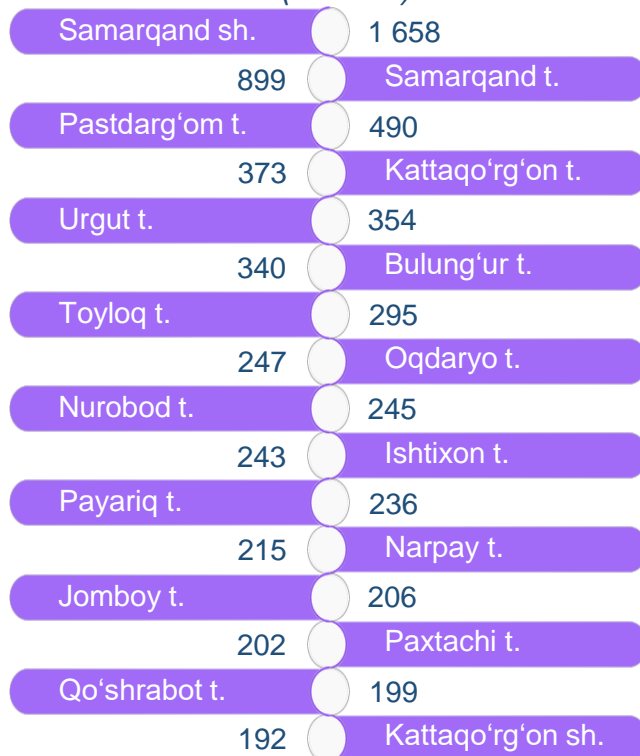 Samarqand sh. 1 658
899 Samarqand t.
Pastdarg‘om t. 490
373 Kattaqo‘rg‘on t.
Urgut t. 354
340 Bulung‘ur t.
Toyloq t. 295
247 Oqdaryo t.
Nurobod t. 245
243 Ishtixon t.
Payariq t. 236
215 Narpay t.
Jomboy t. 206
202 Paxtachi t.
Qo‘shrabot t. 199
192 Kattaqo‘rg‘on sh.